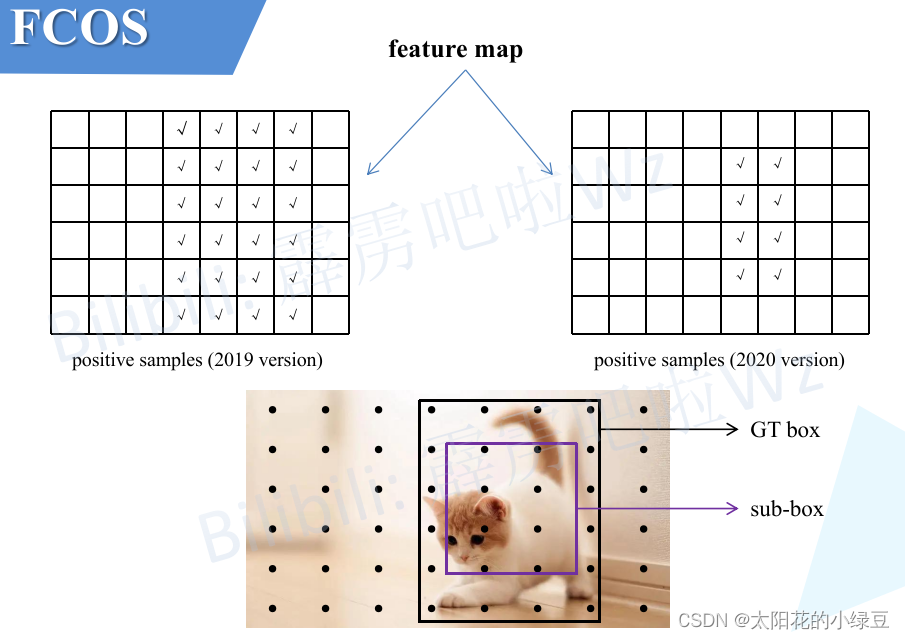 FCOS
feature map
√ √ √ √
√ √ √ √ √ √
√ √ √ √ √ √
√ √ √ √ √ √
√ √ √ √ √ √
√ √ √ √
positive samples (2019 version)
positive samples (2020 version)
GT box
sub-box
Bilibili: 霹雳吧啦Wz
Bilibili: 霹雳吧啦Wz
CSDN @太阳花的小绿豆